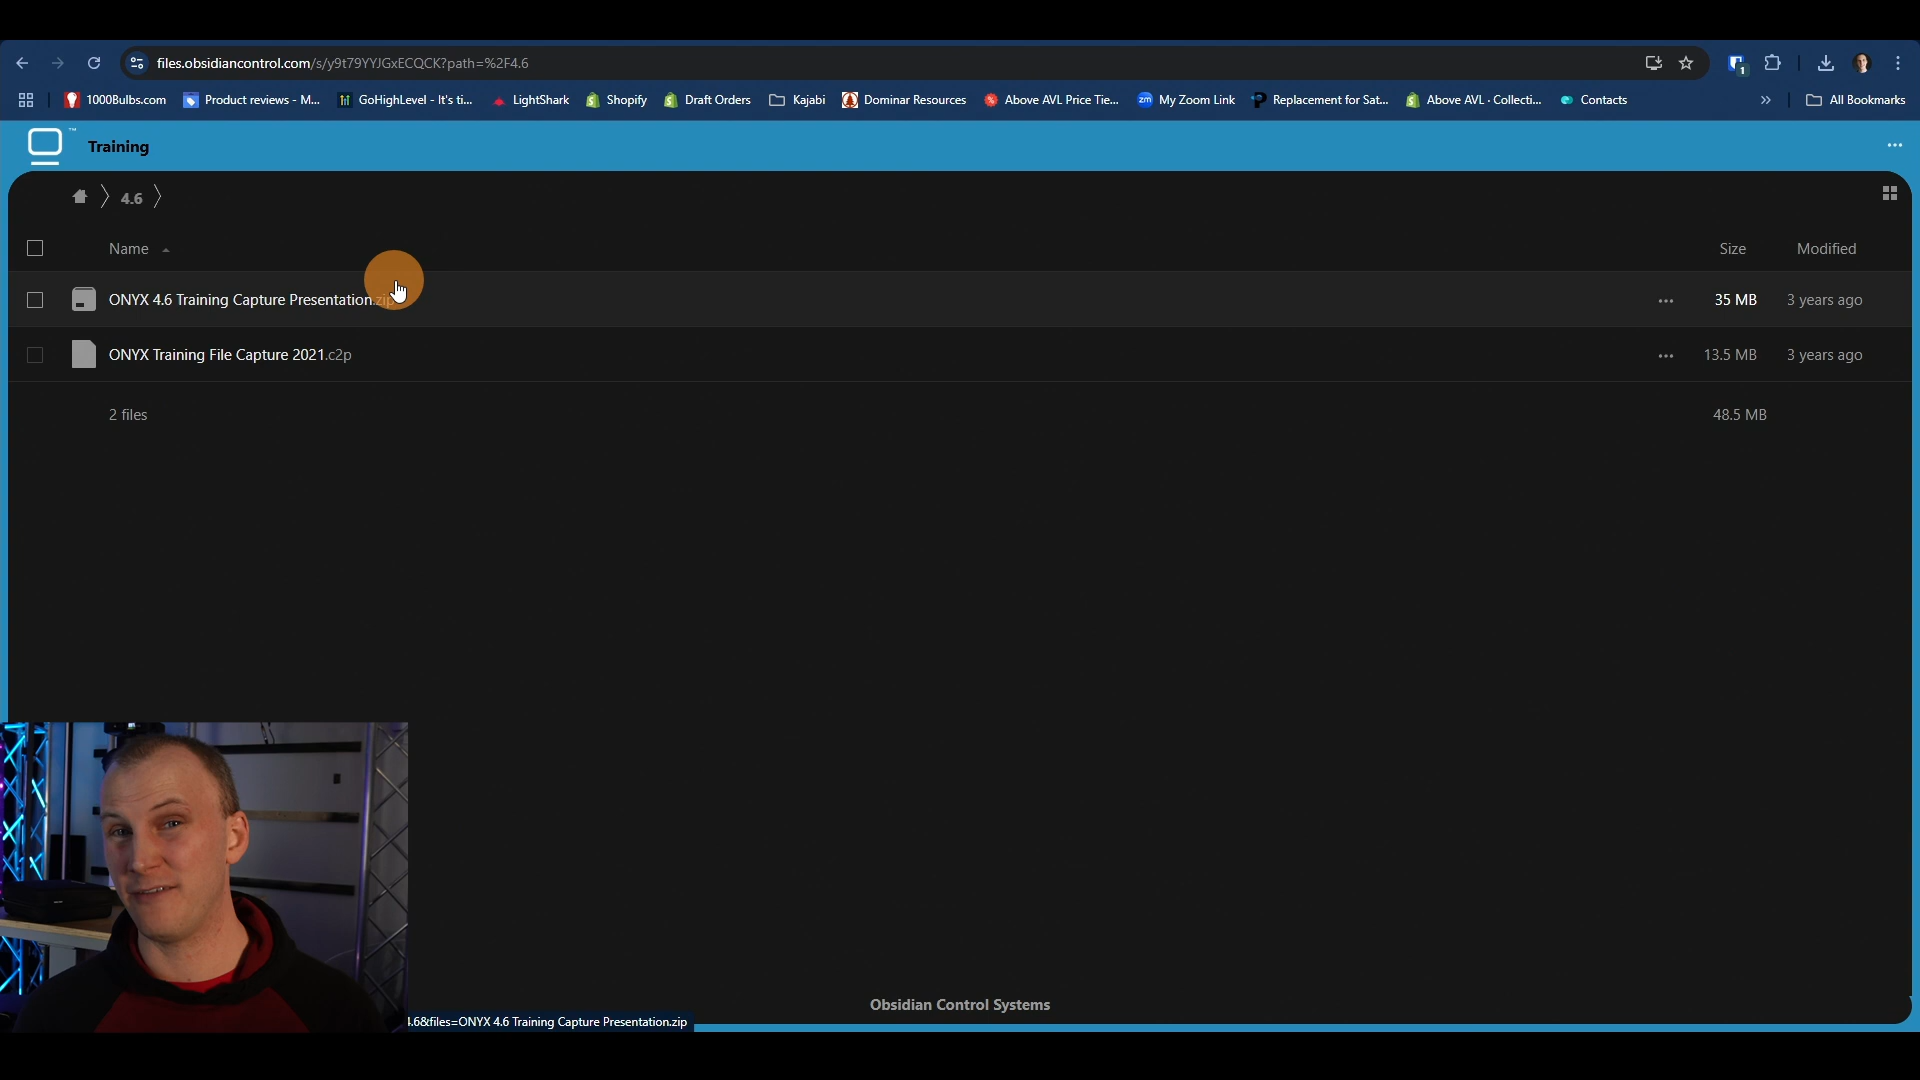 files.obsidiancontrol.com/s/y9t79YYJGxECQCK?path=%2F4.6
1
1000Bulbs.com Product reviews - M... GoHighLevel - It's ti... LightShark Shopify Draft Orders Kajabi Dominar Resources Above AVL Price Tie... zm My Zoom Link Replacement for Sat... Above AVL · Collecti... Contacts » All Bookmarks
™ Training
4.6
Name Size Modified
ONYX 4.6 Training Capture Presentation.zip 35 MB 3 years ago
ONYX Training File Capture 2021.c2p 13.5 MB 3 years ago
2 files 48.5 MB
Obsidian Control Systems
4.6&files=ONYX 4.6 Training Capture Presentation.zip